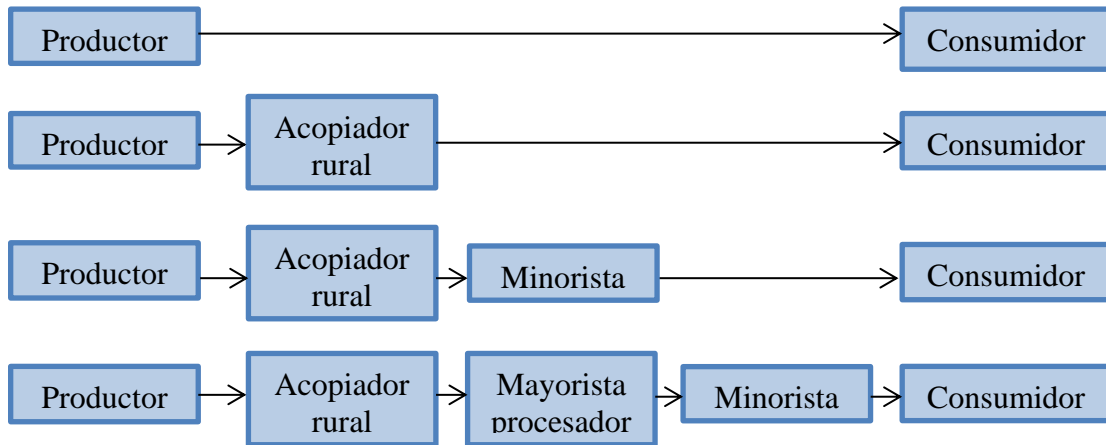 Productor
Consumidor
Productor
Acopiador
rural
Consumidor
Productor
Acopiador
rural
Minorista
Consumidor
Productor
Acopiador
rural
Mayorista
procesador
Minorista
Consumidor